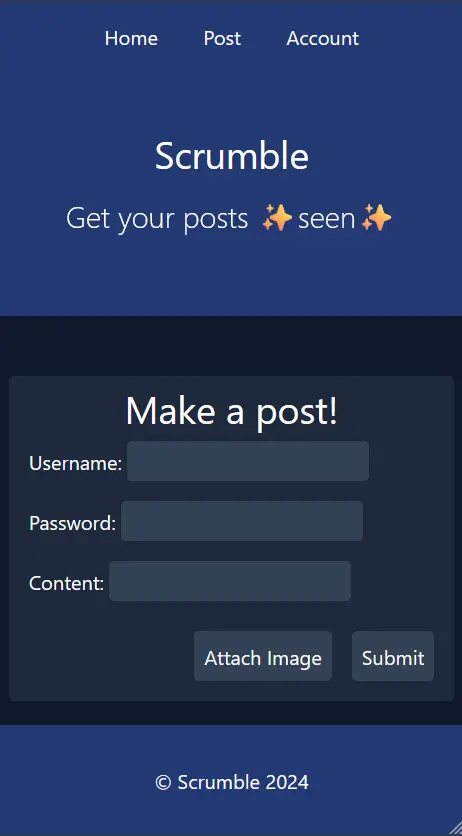 Home Post Account
Scrumble
Get your posts ✨seen✨
Make a post!
Username:
Password:
Content:
Attach Image Submit
© Scrumble 2024